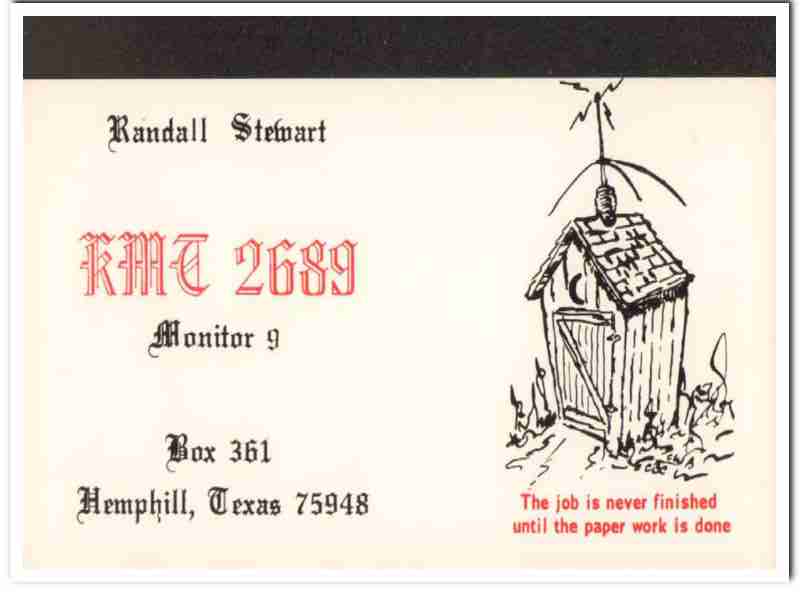 Randall Stewart
KMT 2689
Monitor 9
Box 361
Hemphill, Texas 75948
The job is never finished
until the paper work is done